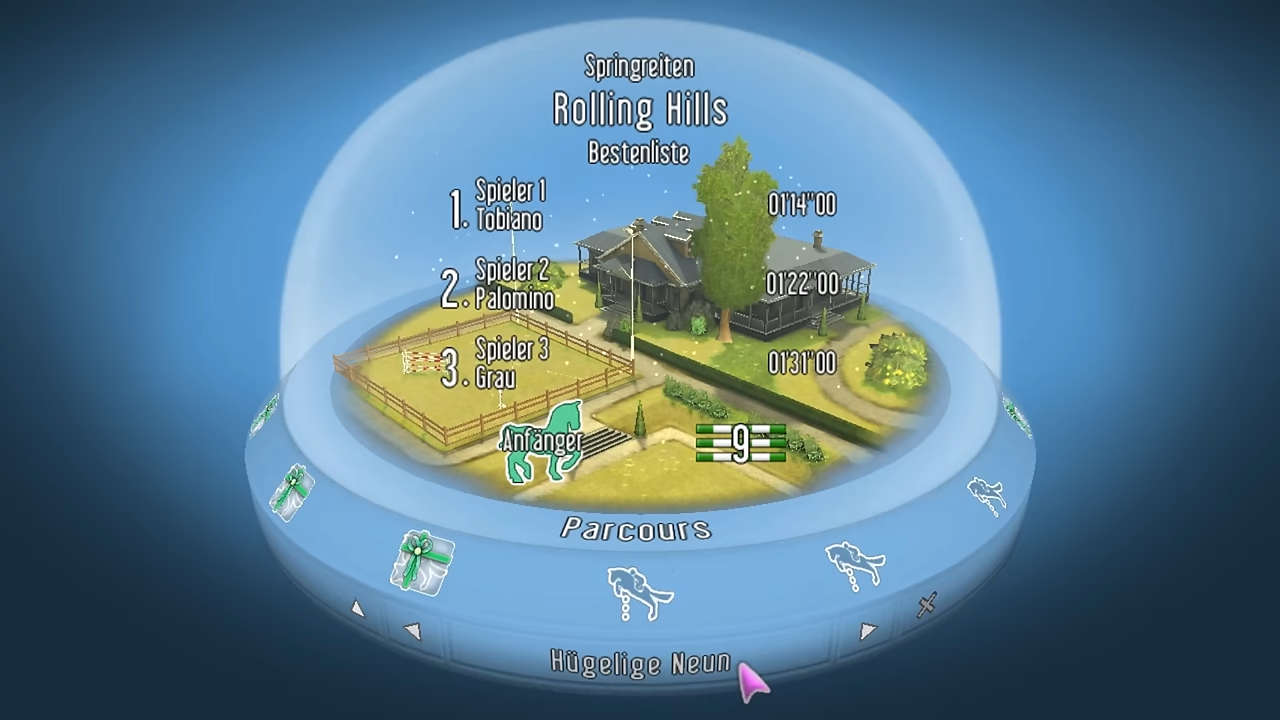 Springreiten
Rolling Hills
Bestenliste
1. Spieler 1
Tobiano
01'14"00
2. Spieler 2
Palomino
01'22"00
3. Spieler 3
Grau
01'31"00
Anfänger
9
Parcours
Hügelige Neun